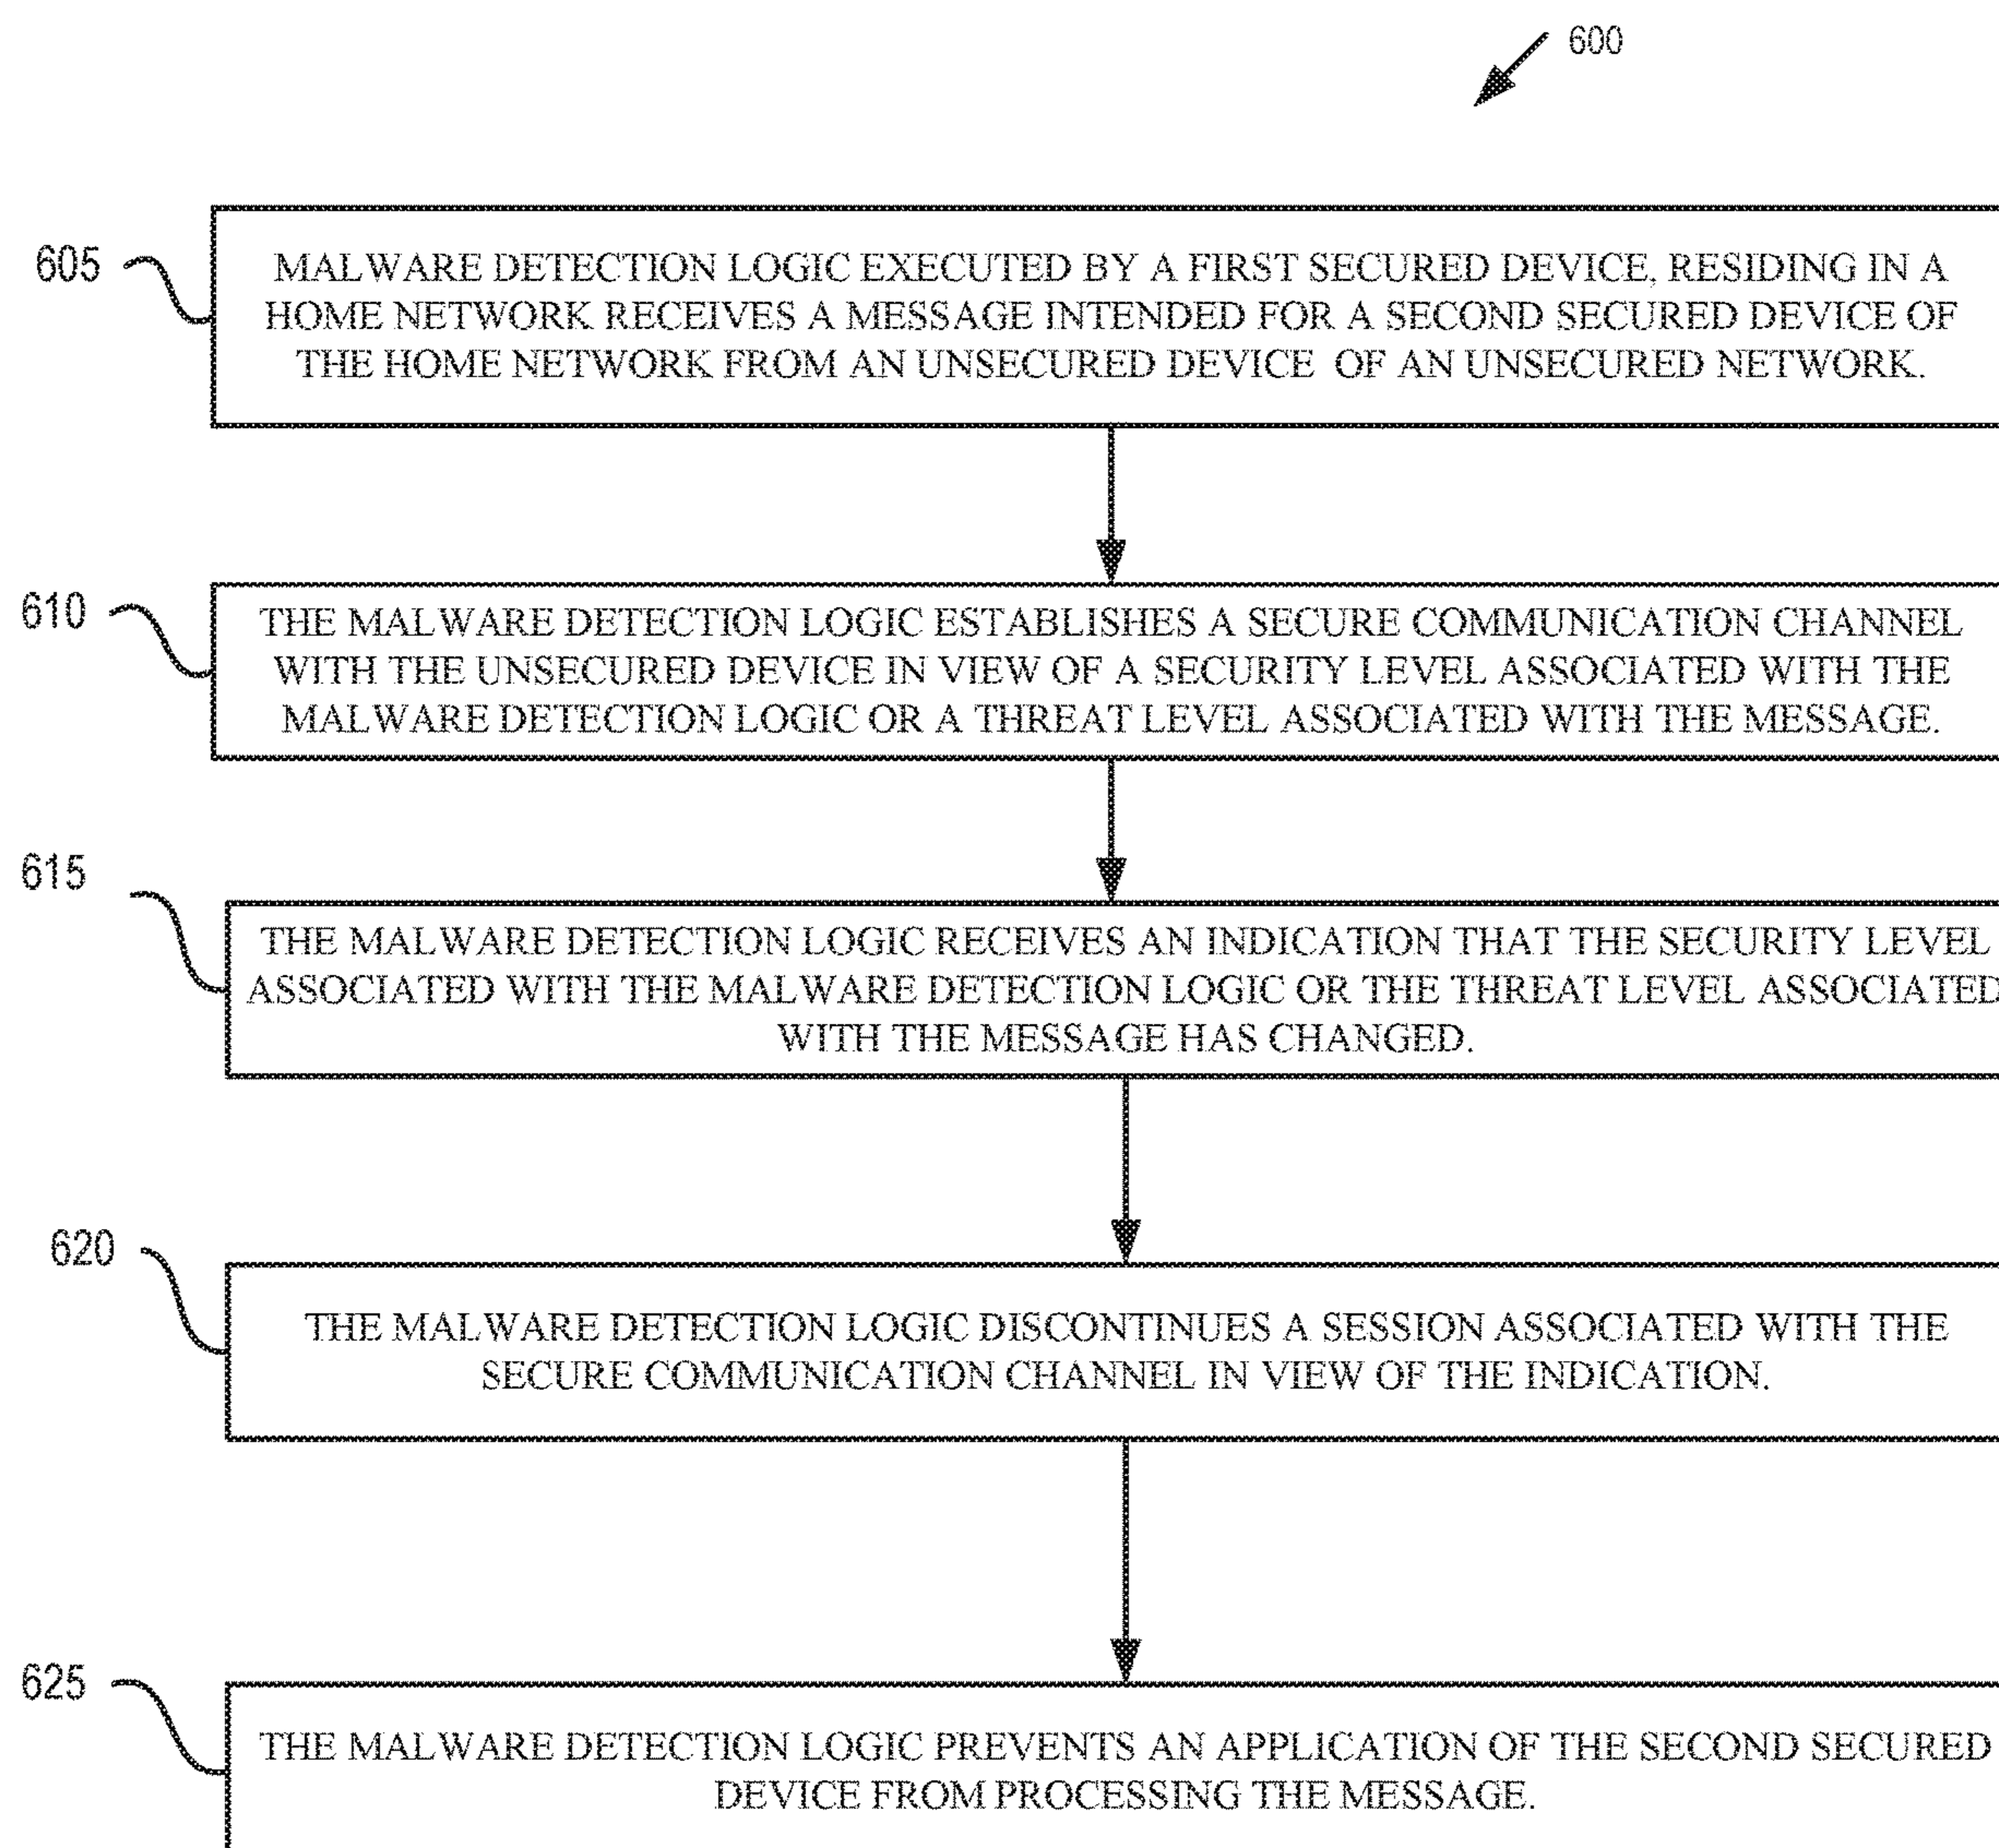 600
605
MALWARE DETECTION LOGIC EXECUTED BY A FIRST SECURED DEVICE, RESIDING IN A
HOME NETWORK RECEIVES A MESSAGE INTENDED FOR A SECOND SECURED DEVICE OF
THE HOME NETWORK FROM AN UNSECURED DEVICE OF AN UNSECURED NETWORK.
610
THE MALWARE DETECTION LOGIC ESTABLISHES A SECURE COMMUNICATION CHANNEL
WITH THE UNSECURED DEVICE IN VIEW OF A SECURITY LEVEL ASSOCIATED WITH THE
MALWARE DETECTION LOGIC OR A THREAT LEVEL ASSOCIATED WITH THE MESSAGE.
615
THE MALWARE DETECTION LOGIC RECEIVES AN INDICATION THAT THE SECURITY LEVEL
ASSOCIATED WITH THE MALWARE DETECTION LOGIC OR THE THREAT LEVEL ASSOCIATED
WITH THE MESSAGE HAS CHANGED.
620
THE MALWARE DETECTION LOGIC DISCONTINUES A SESSION ASSOCIATED WITH THE
SECURE COMMUNICATION CHANNEL IN VIEW OF THE INDICATION.
625
THE MALWARE DETECTION LOGIC PREVENTS AN APPLICATION OF THE SECOND SECURED
DEVICE FROM PROCESSING THE MESSAGE.